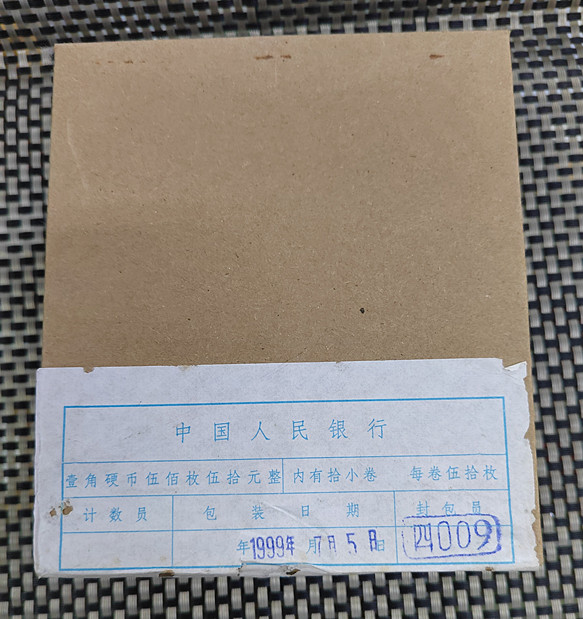 中国人民银行
壹角硬币伍佰枚伍拾元整 内有拾小卷 每卷伍拾枚
计数员 包装日期 封包员
年1999年 月7月5日日 四009